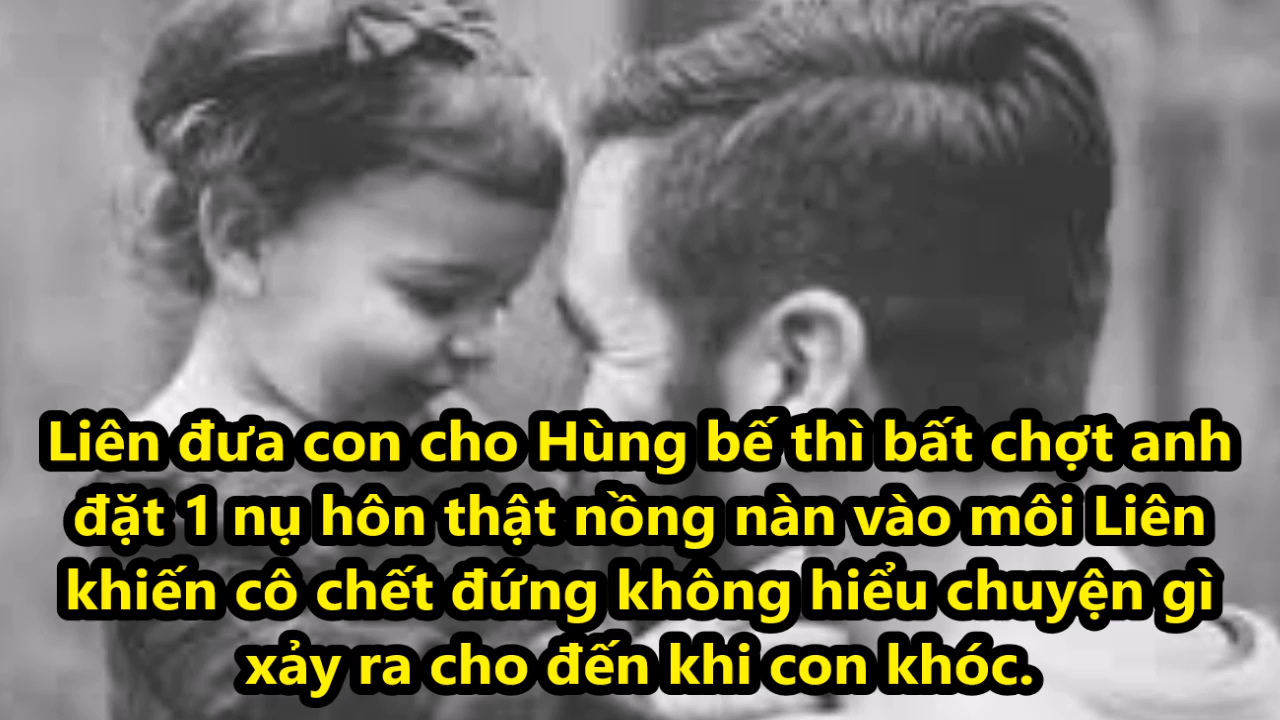 Liên đưa con cho Hùng bế thì bất chợt anh
đặt 1 nụ hôn thật nồng nàn vào môi Liên
khiến cô chết đứng không hiểu chuyện gì
xảy ra cho đến khi con khóc.